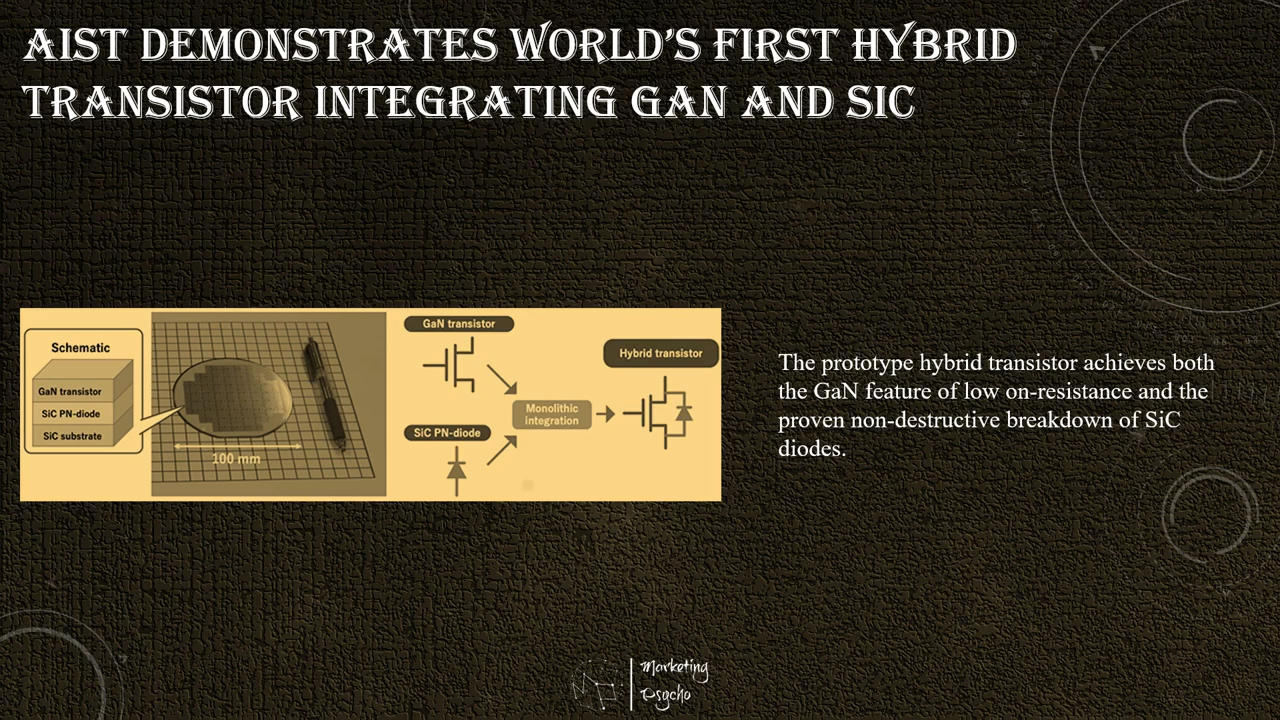 AIST DEMONSTRATES WORLD'S FIRST HYBRID
TRANSISTOR INTEGRATING GAN AND SIC
Schematic
GaN transistor
SiC PN-diode
SiC substrate
100 mm
GaN transistor
SiC PN-diode
Monolithic
integration
Hybrid transistor
The prototype hybrid transistor achieves both
the GaN feature of low on-resistance and the
proven non-destructive breakdown of SiC
diodes.
Marketing
Psycho